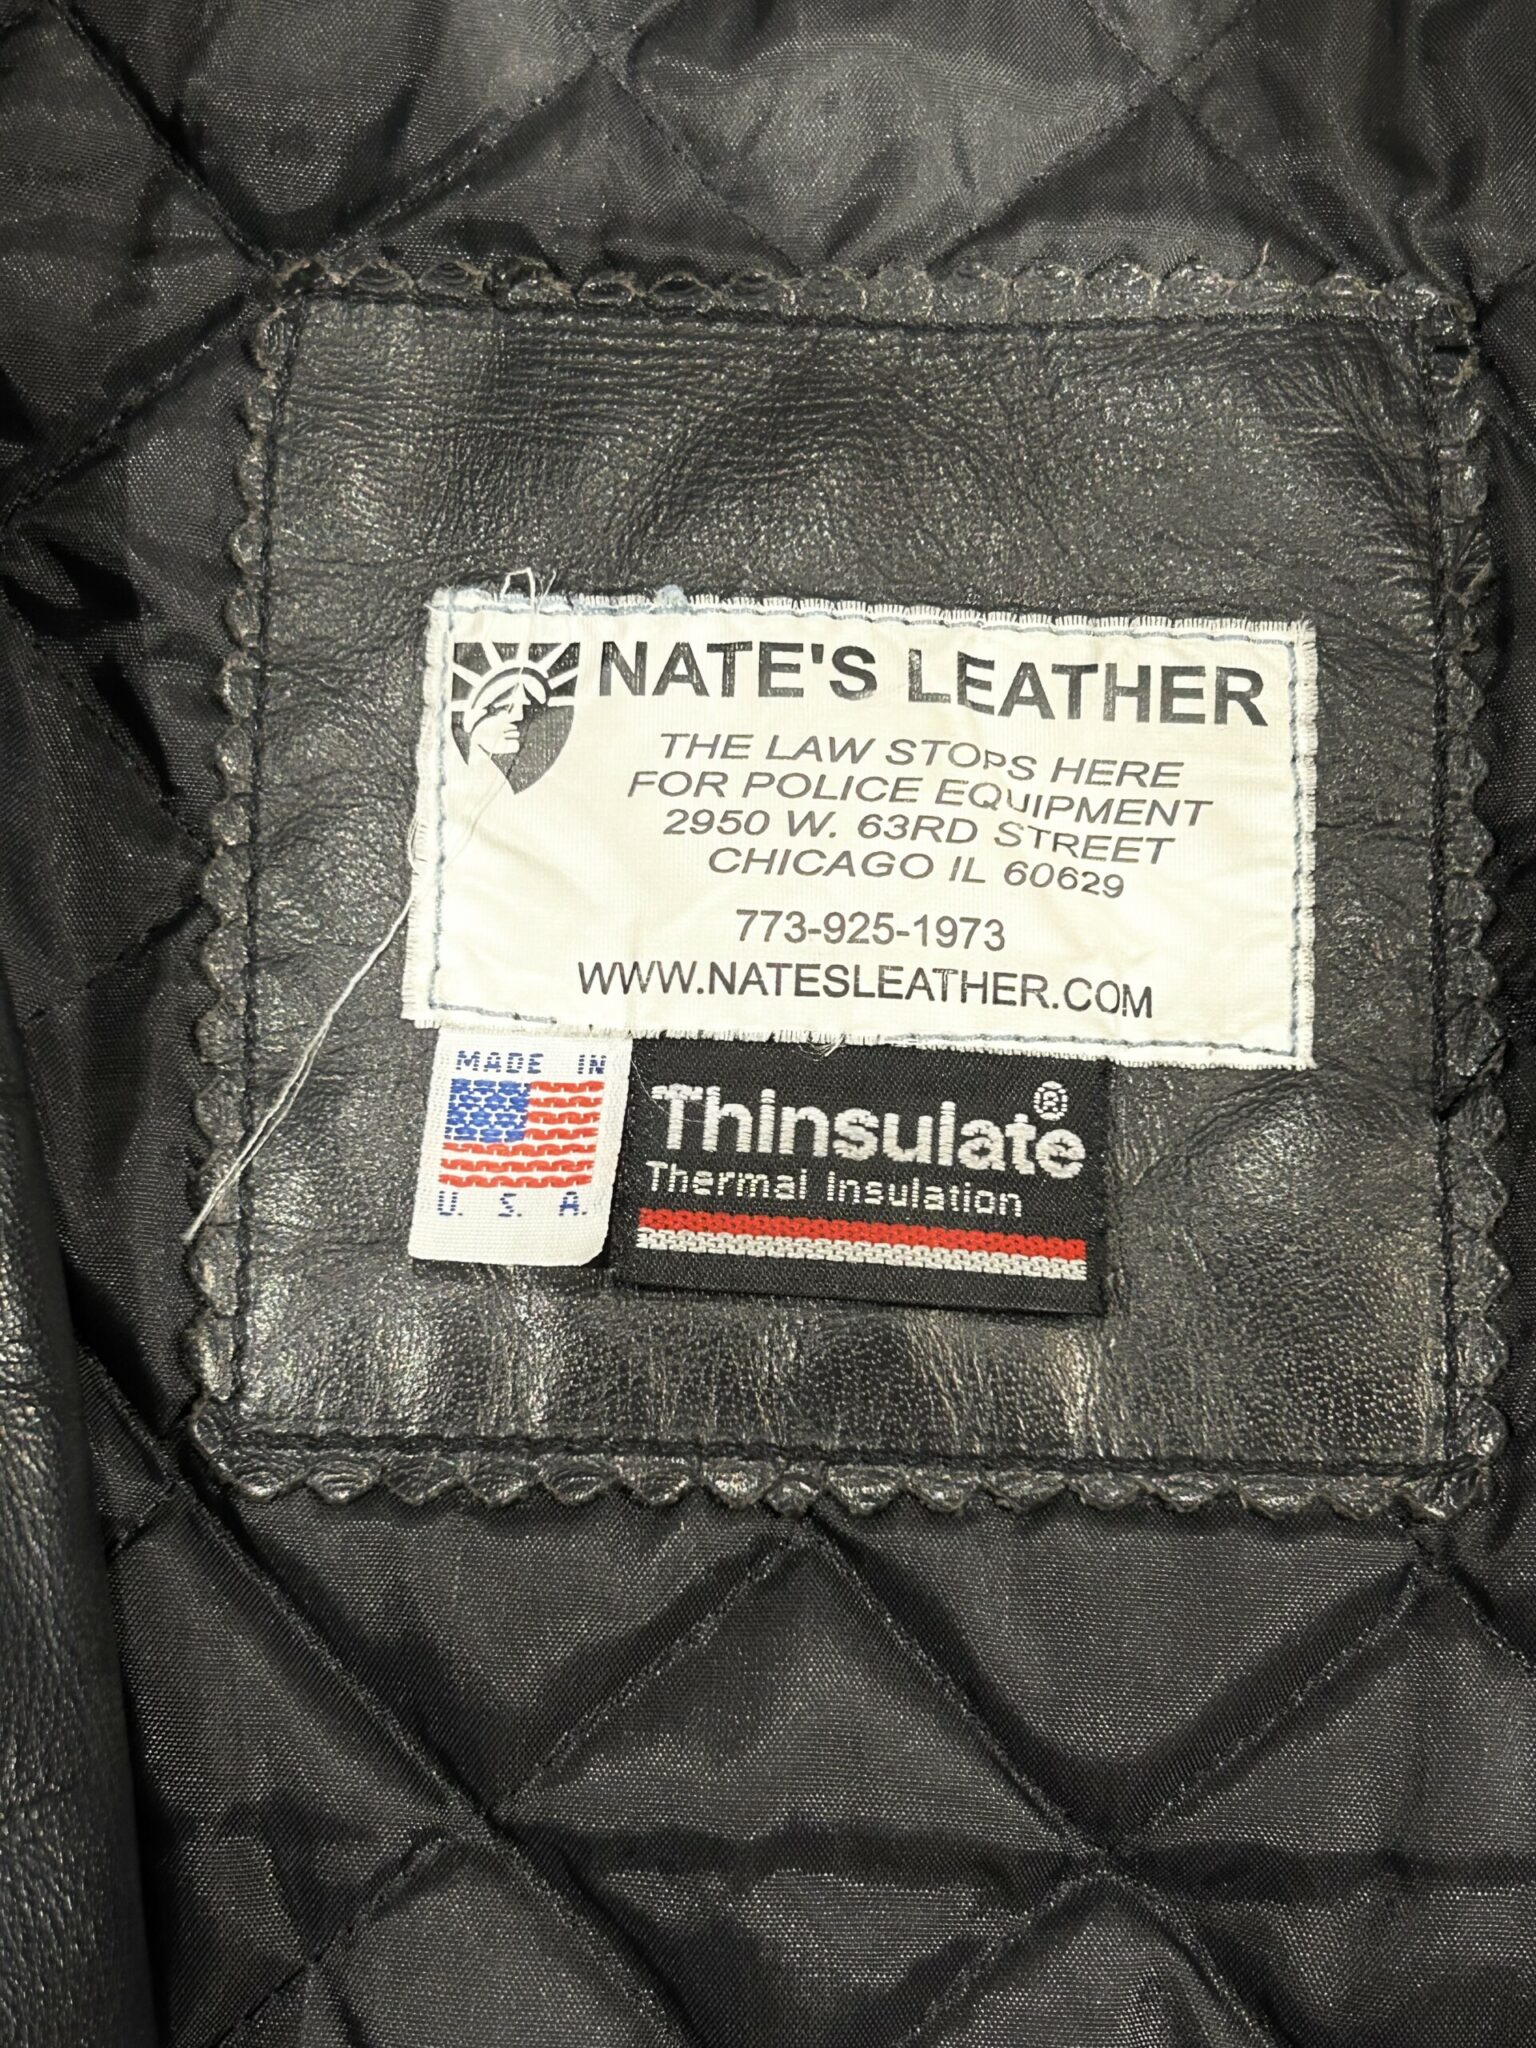 NATE'S LEATHER
THE LAW STOPS HERE
FOR POLICE EQUIPMENT
2950 W. 63RD STREET
CHICAGO IL 60629
773-925-1973
WWW.NATESLEATHER.COM
MADE IN
U. S. A.
Thinsulate®
Thermal Insulation